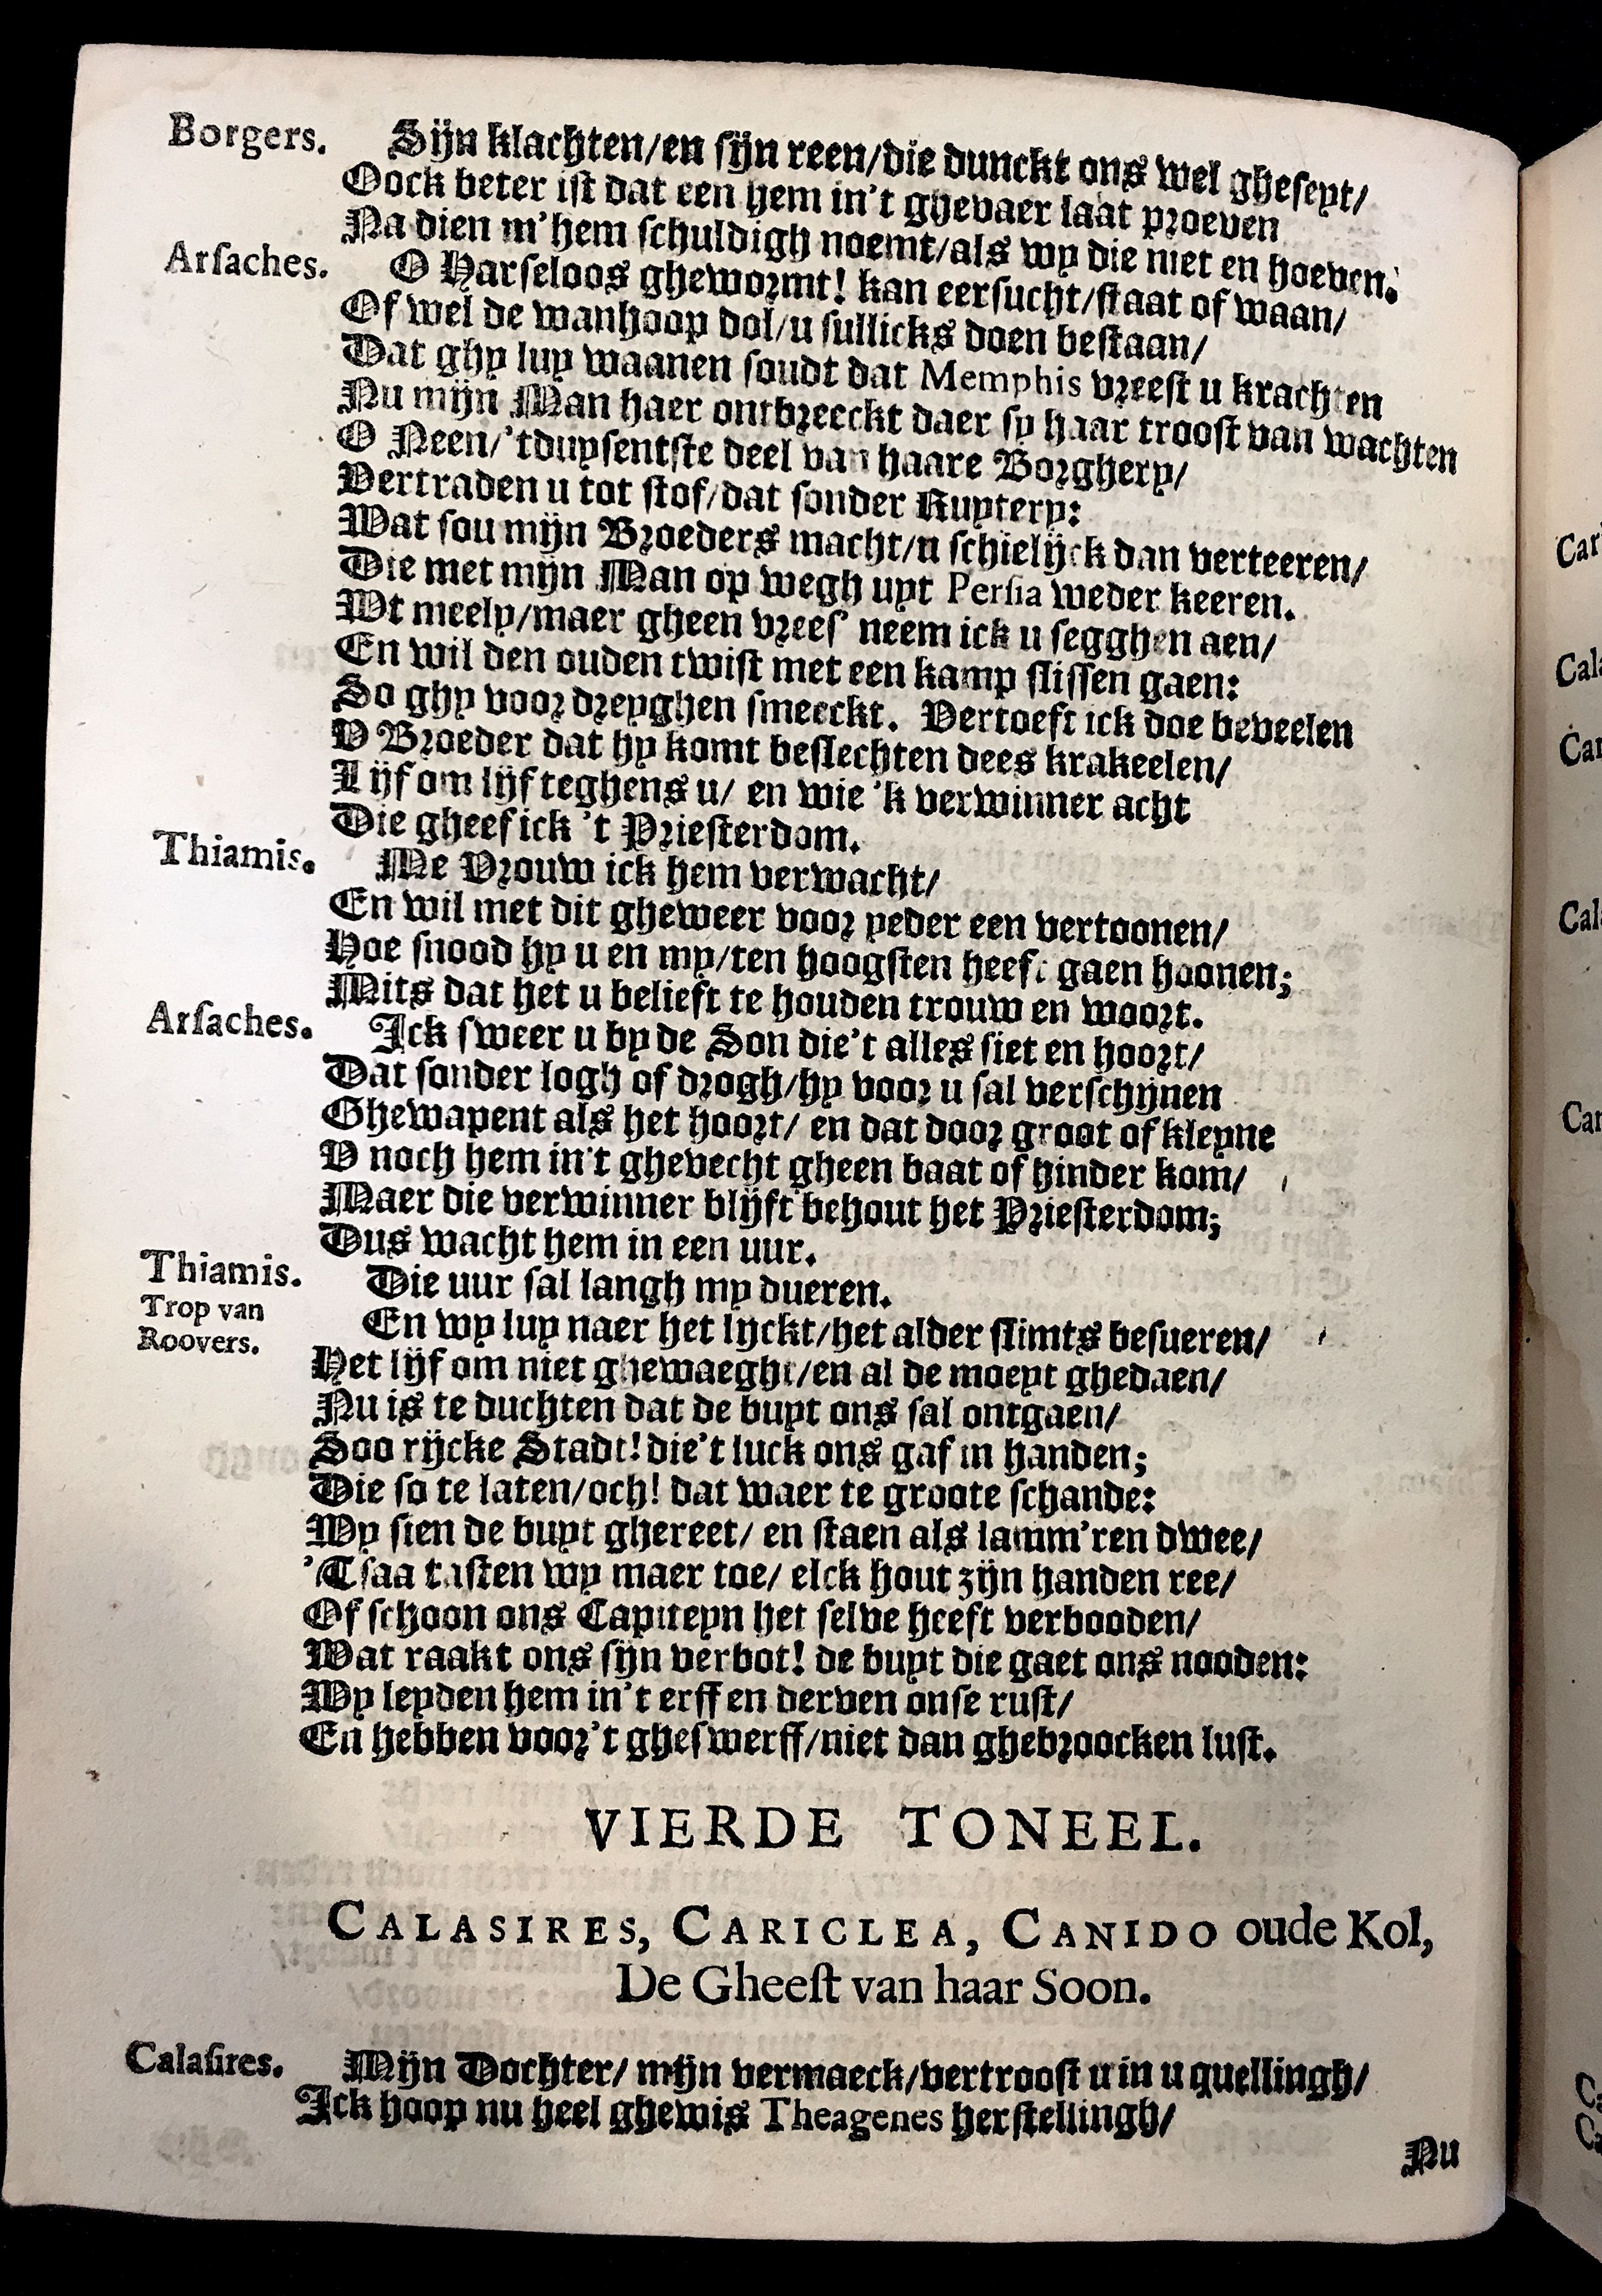 Borgers. Sijn klachten/en sijn reen/die dunckt ons wel gheseyt/
Oock beter ist dat een hem in't ghevaer laat proeven
Na dien m'hem schuldigh noemt/als wy die niet en hoeven.
Arsaches. O Harseloos ghewormt! kan eersucht/staat of waan/
Of wel de wanhoop dol/u sullicks doen bestaan/
Dat ghy luy waanen soudt dat Memphis vreest u krachten
Nu mijn Man haer ontbreeckt daer sy haar troost van wachten
O Neen/'tduysentste deel van haare Borghery/
Vertraden u tot stof/dat sonder Ruytery:
Wat sou mijn Broeders macht/u schielijck dan verteeren/
Die met mijn Man op wegh uyt Persia weder keeren.
Wt meely/maer gheen vrees' neem ick u segghen aen/
En wil den ouden twist met een kamp slissen gaen:
So ghy voor dreyghen smeeckt. Vertoeft ick doe beveelen
V Broeder dat hy komt beslechten dees krakeelen/
Lijf om lijf teghens u/ en wie 'k verwinner acht
Die gheef ick 't Priesterdom.
Thiamis. Me Vrouw ick hem verwacht/
En wil met dit gheweer voor yeder een vertoonen/
Hoe snood hy u en my/ten hoogsten heeft gaen hoonen;
Mits dat het u belieft te houden trouw en woort.
Arsaches. Ick sweer u by de Son die't alles siet en hoort/
Dat sonder logh of drogh/hy voor u sal verschijnen
Ghewapent als het hoort/ en dat door groot of kleyne
V noch hem in't ghevecht gheen baat of hinder kom/
Maer die verwinner blijft behout het Priesterdom;
Dus wacht hem in een uur.
Thiamis. Die uur sal langh my dueren.
Trop van Roovers. En wy luy naer het lyckt/het alder slimts besueren/
Het lijf om niet ghewaeght/en al de moeyt ghedaen/
Nu is te duchten dat de buyt ons sal ontgaen/
Soo rijcke Stadt! die't luck ons gaf in handen;
Die so te laten/och! dat waer te groote schande:
Wy sien de buyt ghereet/ en staen als lamm'ren dwee/
'Tsaa tasten wy maer toe/ elck hout zijn handen ree/
Of schoon ons Capiteyn het selve heeft verbooden/
Wat raakt ons sijn verbot! de buyt die gaet ons nooden:
Wy leyden hem in't erff en derven onse rust/
En hebben voor't gheswerff/niet dan ghebroocken lust.
VIERDE TONEEL.
CALASIRES, CARICLEA, CANIDO oude Kol,
De Gheest van haar Soon.
Calasires. Mijn Dochter/ mijn vermaeck/vertroost u in u quellingh/
Ick hoop nu heel ghewis Theagenes herstellingh/
Nu